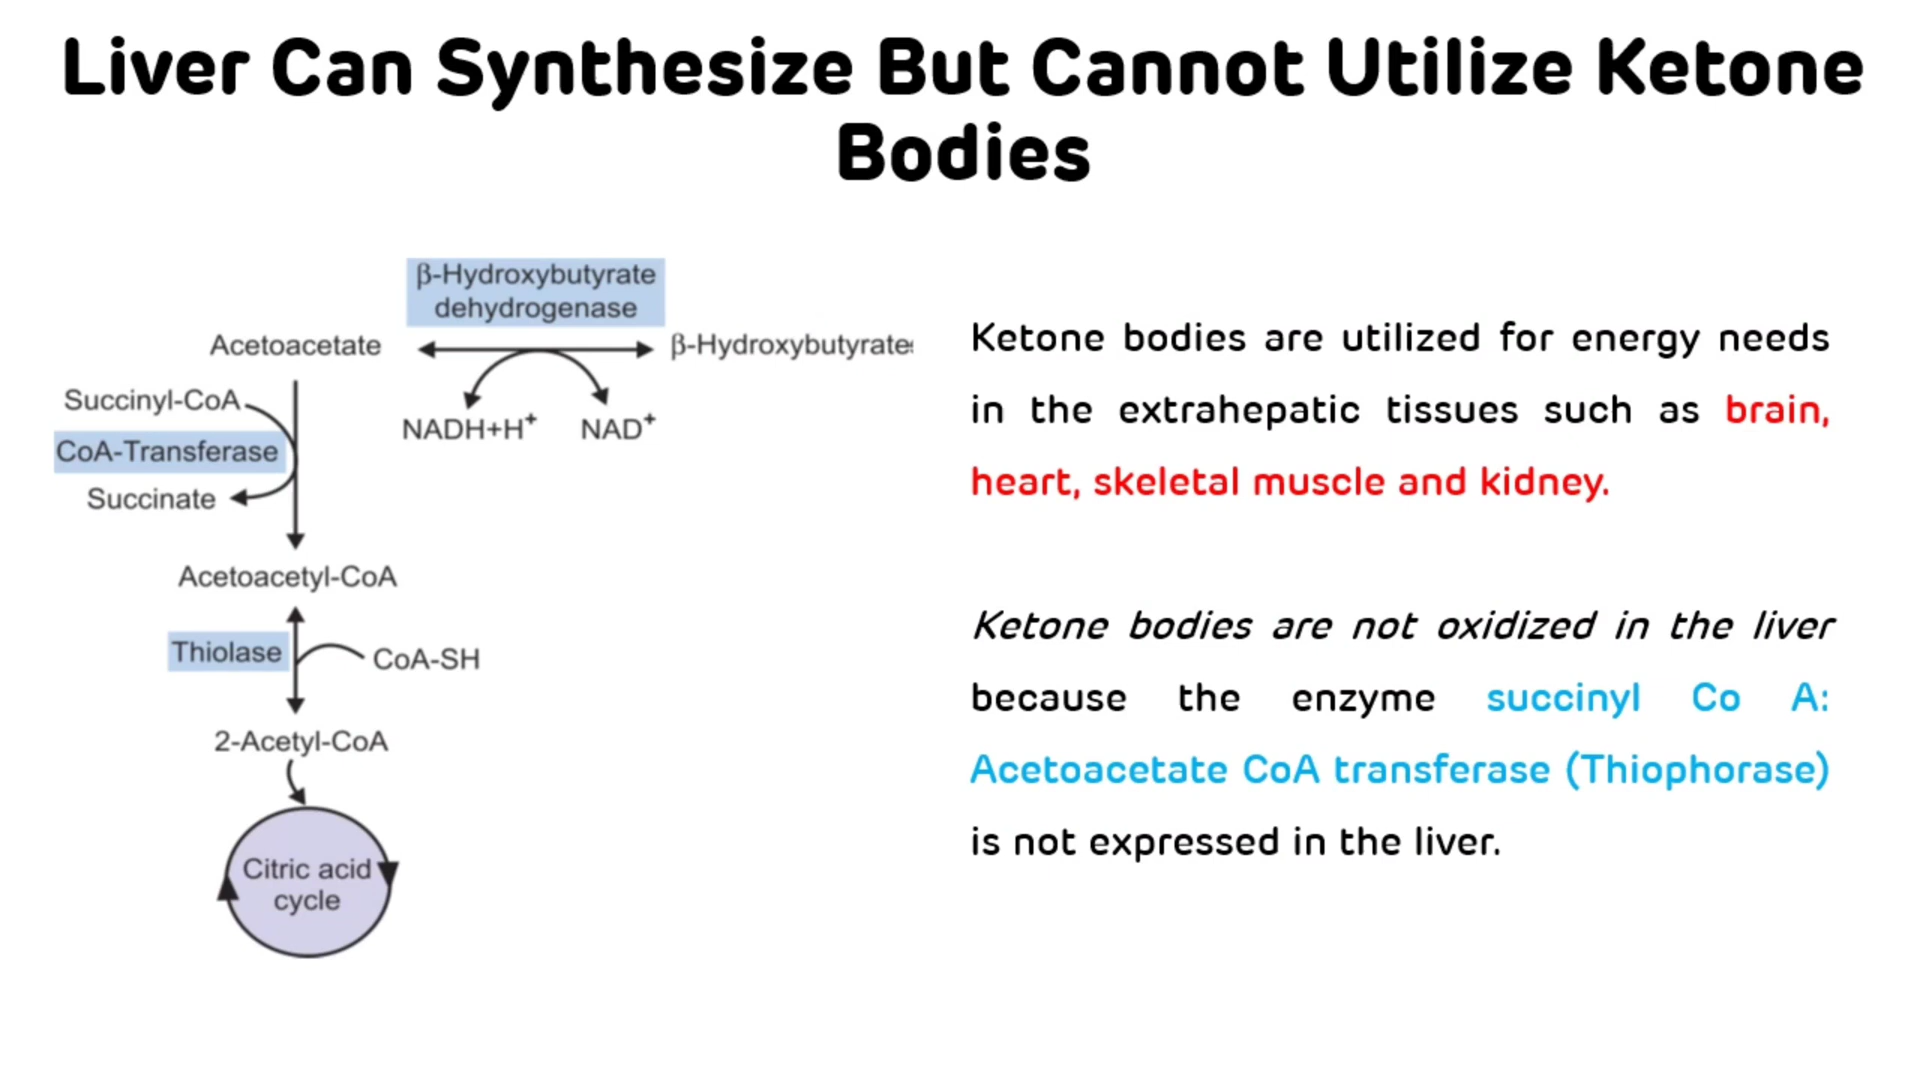 Liver Can Synthesize But Cannot Utilize Ketone
Bodies
β-Hydroxybutyrate
dehydrogenase
Acetoacetate
β-Hydroxybutyrate
Succinyl-CoA
NADH+H⁺
NAD⁺
CoA-Transferase
Succinate
Acetoacetyl-CoA
Thiolase
CoA-SH
2-Acetyl-CoA
Citric acid
cycle
Ketone bodies are utilized for energy needs
in the extrahepatic tissues such as brain,
heart, skeletal muscle and kidney.
Ketone bodies are not oxidized in the liver
because the enzyme succinyl Co A:
Acetoacetate CoA transferase (Thiophorase)
is not expressed in the liver.